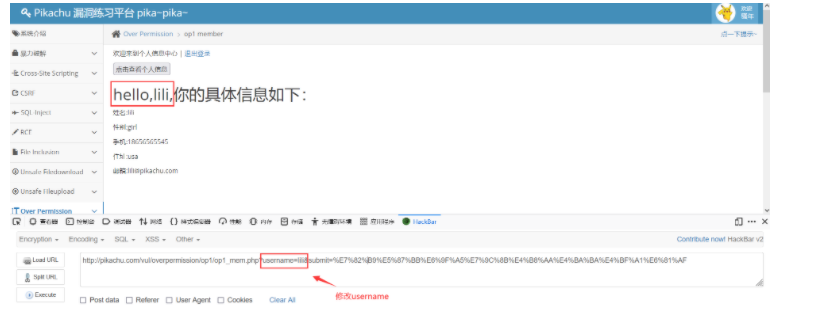 Pikachu 漏洞练习平台 pika~pika~
欢迎
骚年
系统介绍
Over Permission > op1 member
点一下提示~
暴力破解
欢迎来到个人信息中心 | 退出登录
点击查看个人信息
Cross-Site Scripting
CSRF
hello,lili,你的具体信息如下：
SQL-Inject
姓名:lili
性别:girl
RCE
手机:18656565545
File Inclusion
住址:usa
Unsafe Filedownload
邮箱:lili@pikachu.com
Unsafe Fileupload
Over Permission
查看器 控制台 调试器 网络 样式编辑器 性能 内存 存储 无障碍环境 应用程序 HackBar
Encryption Encoding SQL XSS Other
Contribute now! HackBar v2
Load URL
http://pikachu.com/vul/overpermission/op1/op1_mem.php?username=lili&submit=%E7%82%B9%E5%87%BB%E6%9F%A5%E7%9C%8B%E4%B8%AA%E4%BA%BA%E4%BF%A1%E6%81%AF
Split URL
Execute
Post data Referer User Agent Cookies Clear All
修改username